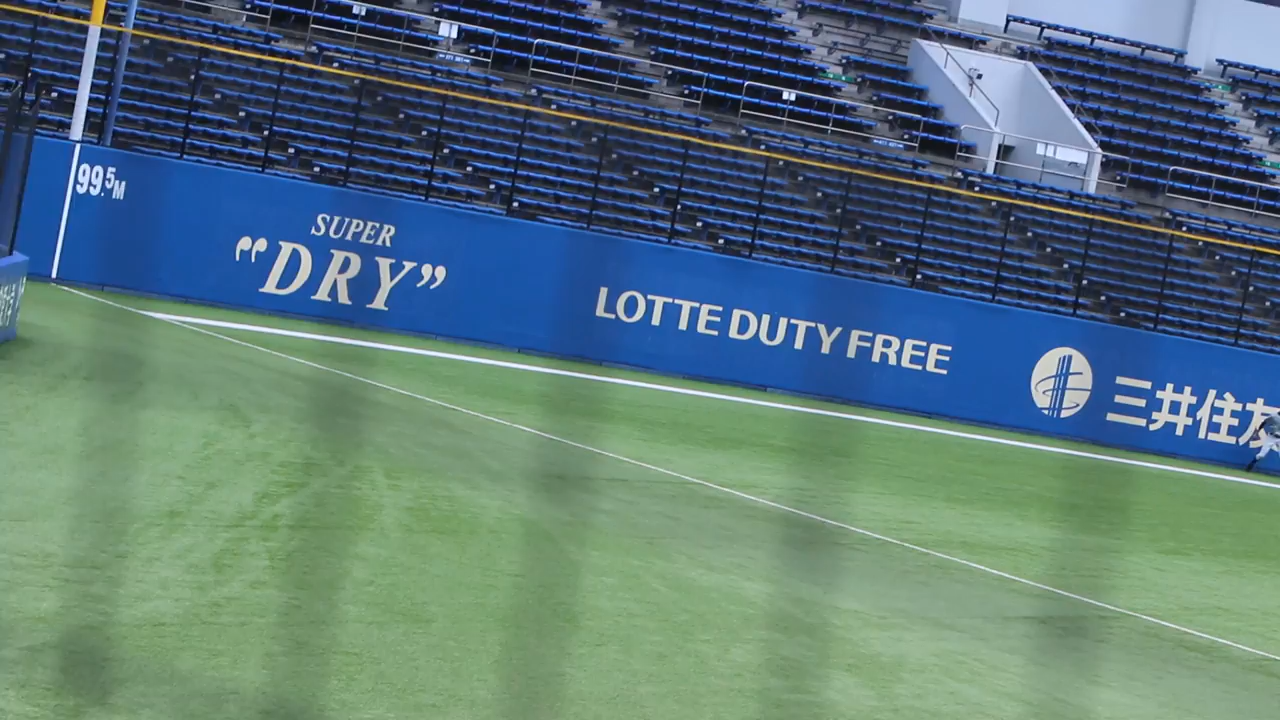 99.5M
SUPER
"DRY"
LOTTE DUTY FREE
三井住友